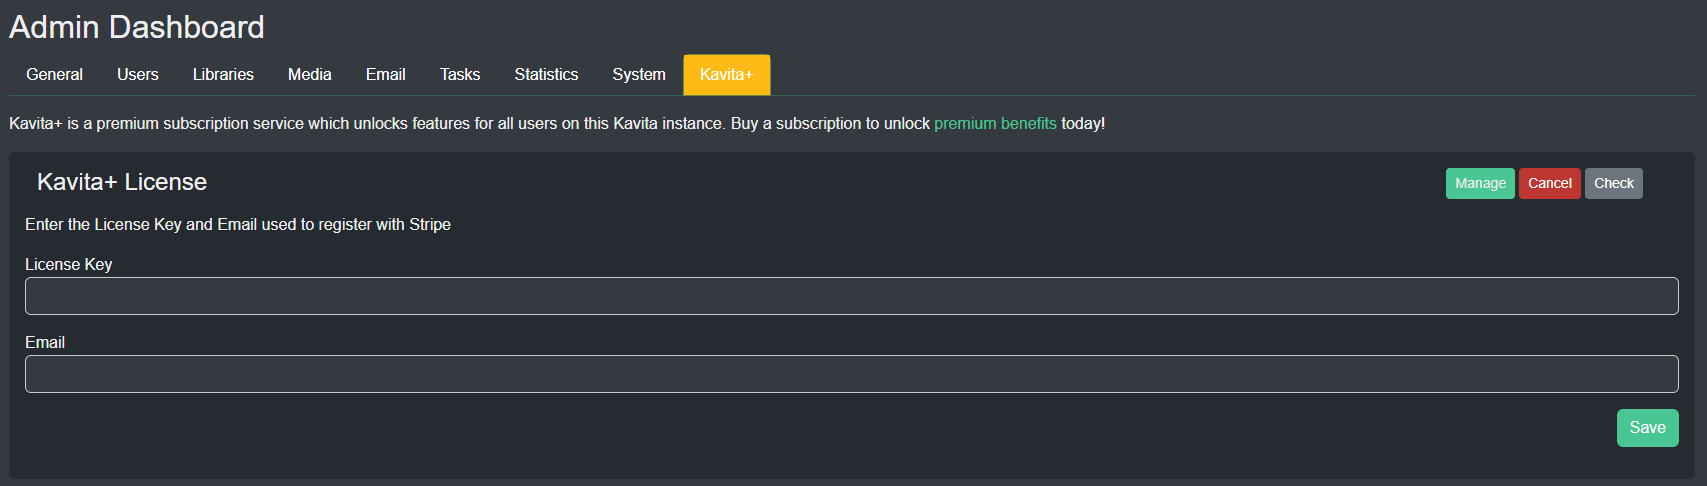 Admin Dashboard
General Users Libraries Media Email Tasks Statistics System Kavita+
Kavita+ is a premium subscription service which unlocks features for all users on this Kavita instance. Buy a subscription to unlock premium benefits today!
Kavita+ License Manage Cancel Check
Enter the License Key and Email used to register with Stripe
License Key
Email
Save